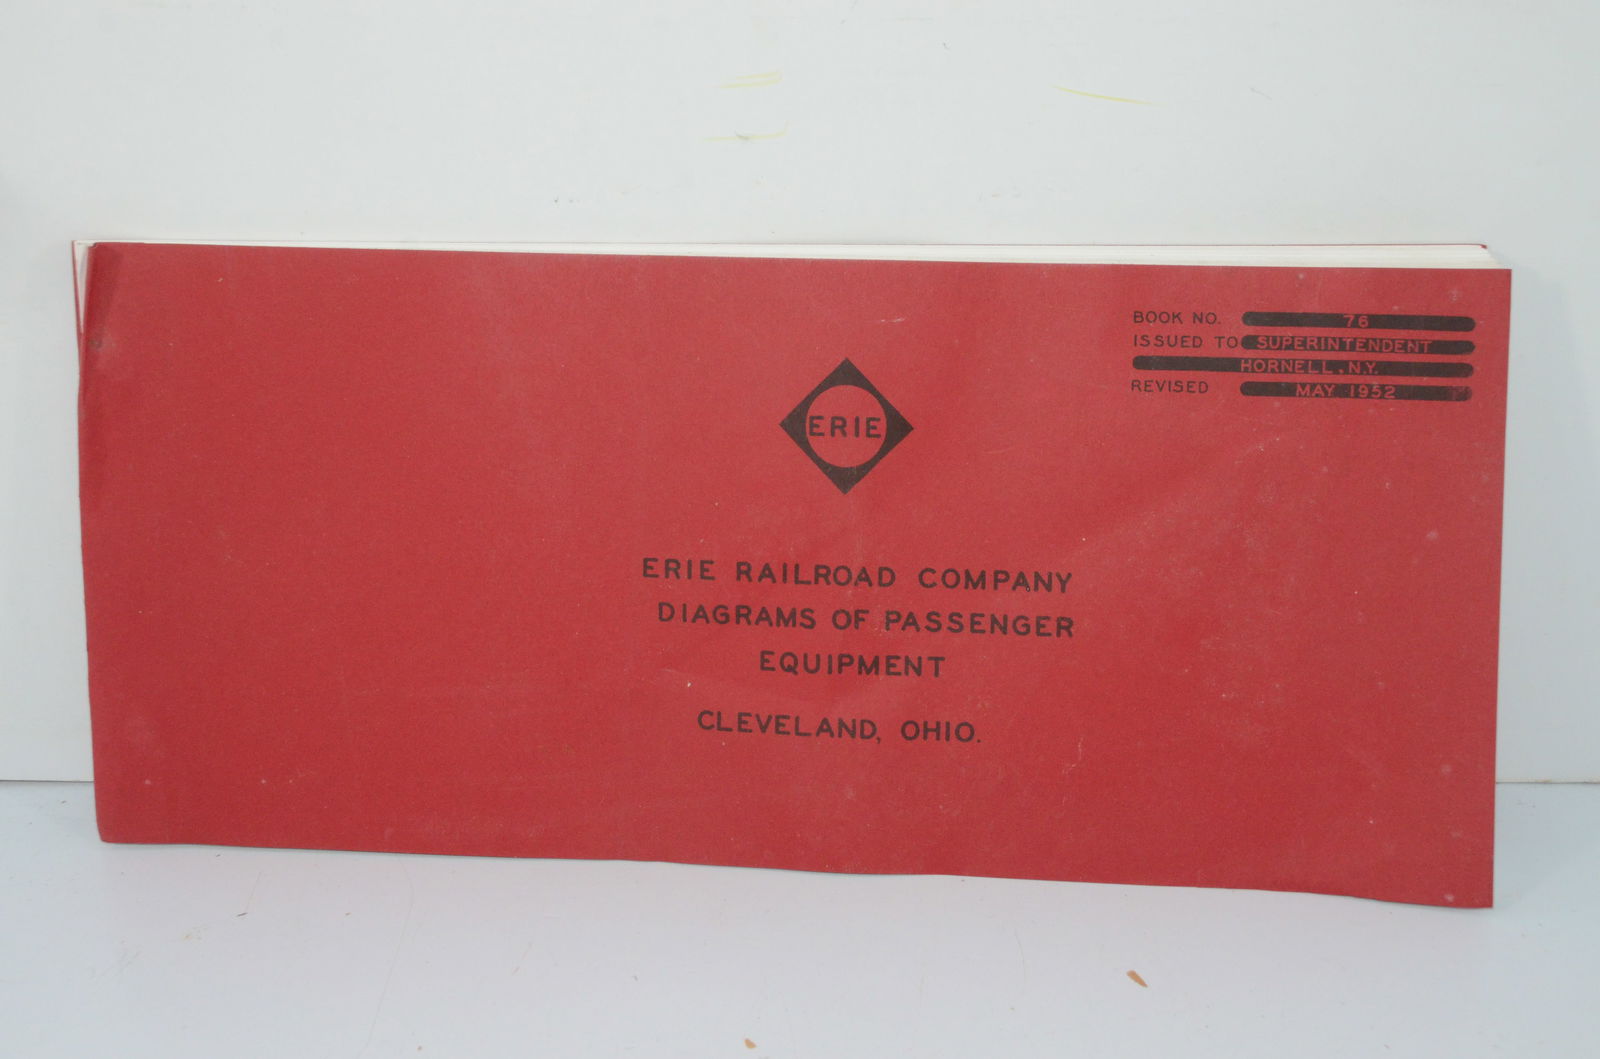 BOOK NO. 76
ISSUED TO SUPERINTENDENT
HORNELL, N.Y.
REVISED MAY 1952
ERIE
ERIE RAILROAD COMPANY
DIAGRAMS OF PASSENGER
EQUIPMENT
CLEVELAND, OHIO.